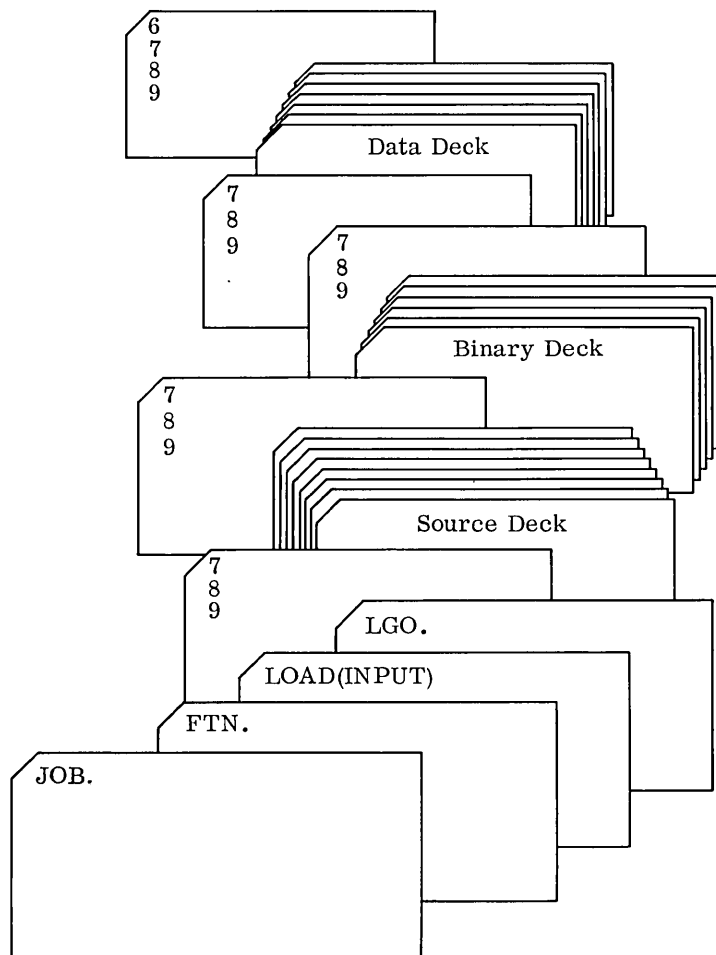 6
7
8
9
Data Deck
7
8
9
7
8
9
Binary Deck
7
8
9
Source Deck
7
8
9
LGO.
LOAD(INPUT)
FTN.
JOB.